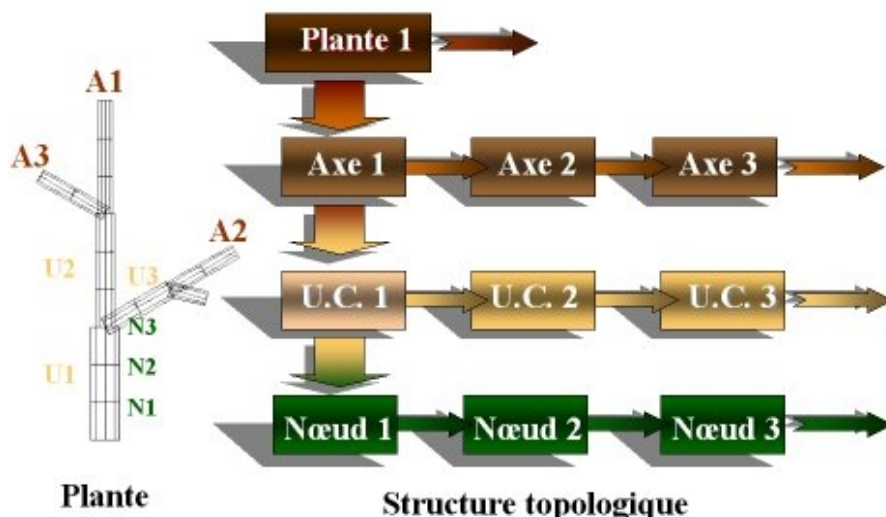 Plante 1
A1
A3
Axe 1 Axe 2 Axe 3
A2
U2 U3
U.C. 1 U.C. 2 U.C. 3
N3
U1 N2
N1
Nœud 1 Nœud 2 Nœud 3
Plante
Structure topologique